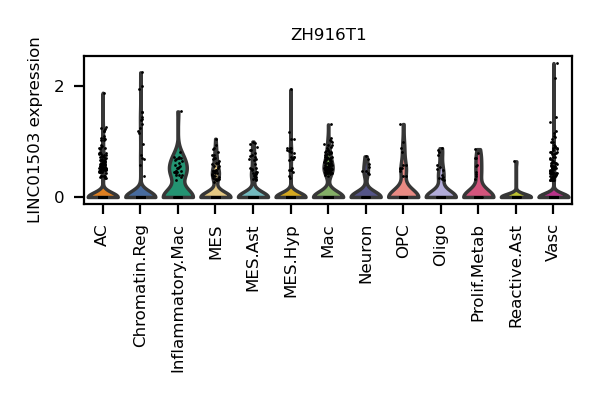 ZH916T1
LINC01503 expression
2
0
AC
Chromatin.Reg
Inflammatory.Mac
MES
MES.Ast
MES.Hyp
Mac
Neuron
OPC
Oligo
Prolif.Metab
Reactive.Ast
Vasc